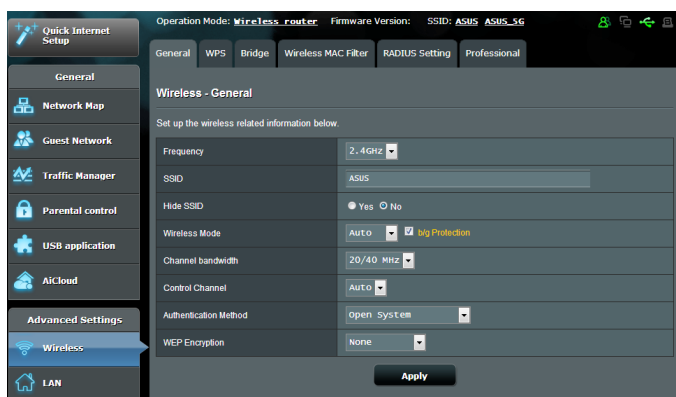 Quick Internet
Setup
Operation Mode: Wireless router Firmware Version: SSID: ASUS ASUS_5G
General WPS Bridge Wireless MAC Filter RADIUS Setting Professional
General
Network Map
Guest Network
Traffic Manager
Parental control
USB application
AiCloud
Advanced Settings
Wireless
LAN
Wireless - General
Set up the wireless related information below.
Frequency 2.4GHz
SSID ASUS
Hide SSID Yes No
Wireless Mode Auto b/g Protection
Channel bandwidth 20/40 MHz
Control Channel Auto
Authentication Method Open System
WEP Encryption None
Apply